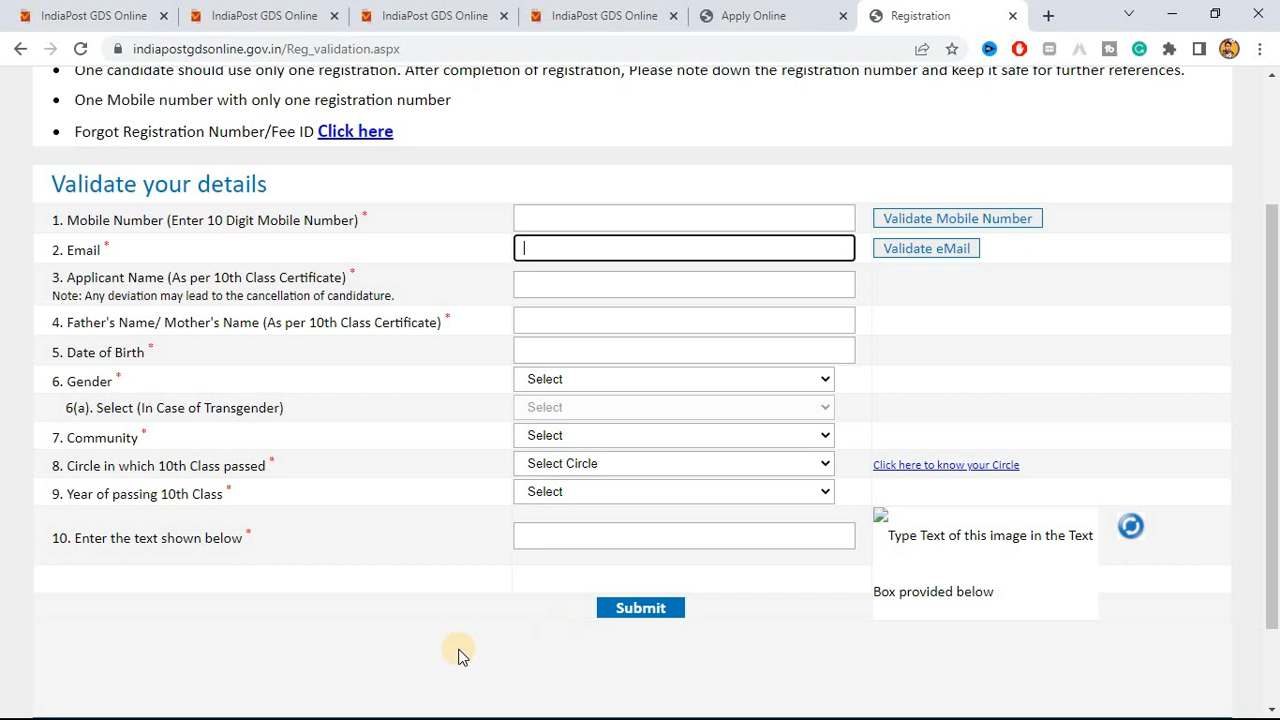 IndiaPost GDS Online
IndiaPost GDS Online
IndiaPost GDS Online
IndiaPost GDS Online
Apply Online
Registration
indiapostgdsonline.gov.in/Reg_validation.aspx
One candidate should use only one registration. After completion of registration, Please note down the registration number and keep it safe for further references.
One Mobile number with only one registration number
Forgot Registration Number/Fee ID Click here
Validate your details
1. Mobile Number (Enter 10 Digit Mobile Number) * Validate Mobile Number
2. Email * Validate eMail
3. Applicant Name (As per 10th Class Certificate) *
Note: Any deviation may lead to the cancellation of candidature.
4. Father's Name/ Mother's Name (As per 10th Class Certificate) *
5. Date of Birth *
6. Gender * Select
6(a). Select (In Case of Transgender) Select
7. Community * Select
8. Circle in which 10th Class passed * Select Circle Click here to know your Circle
9. Year of passing 10th Class * Select
10. Enter the text shown below * Type Text of this image in the Text
Box provided below
Submit